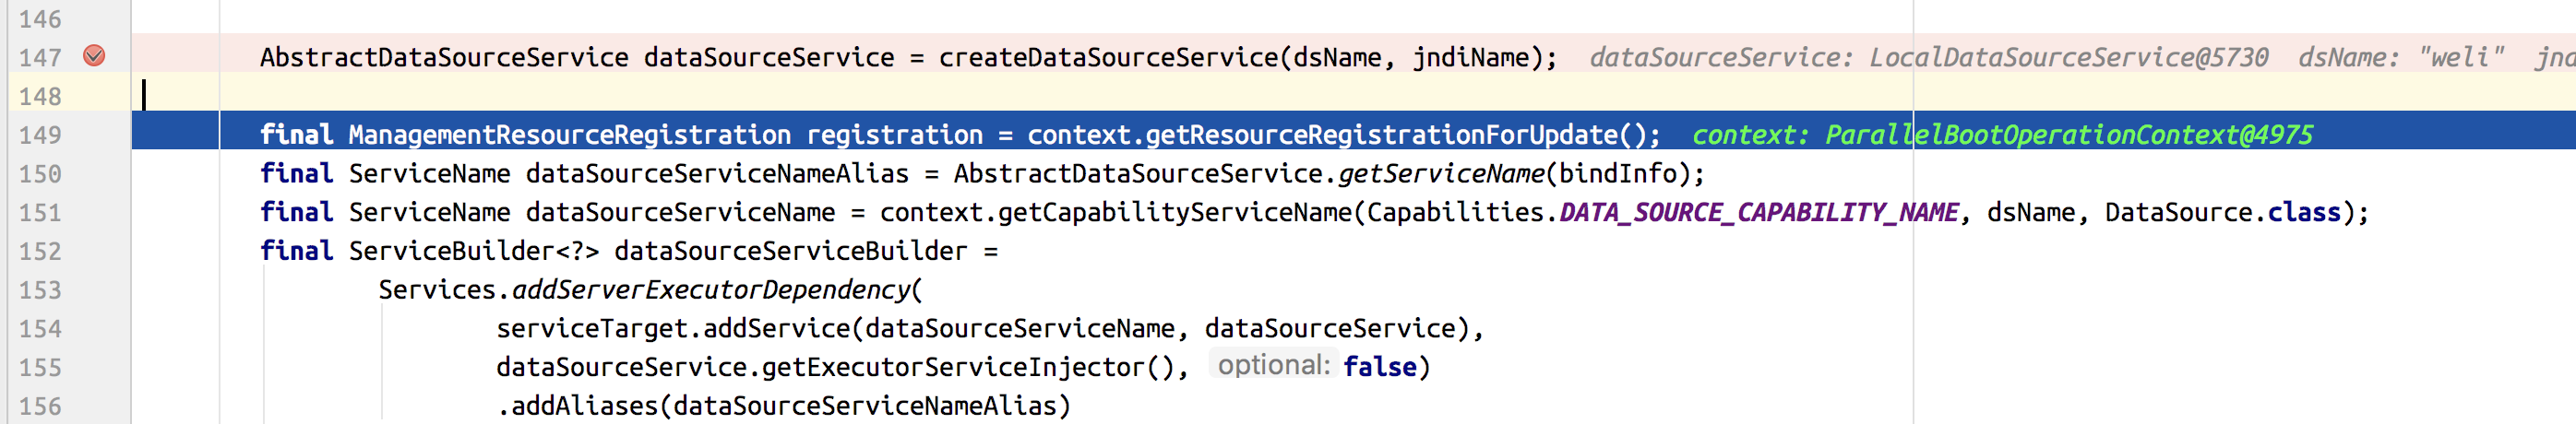 146
147 AbstractDataSourceService dataSourceService = createDataSourceService(dsName, jndiName); dataSourceService: LocalDataSourceService@5730 dsName: "weli"
148
149 final ManagementResourceRegistration registration = context.getResourceRegistrationForUpdate(); context: ParallelBootOperationContext@4975
150 final ServiceName dataSourceServiceNameAlias = AbstractDataSourceService.getServiceName(bindInfo);
151 final ServiceName dataSourceServiceName = context.getCapabilityServiceName(Capabilities.DATA_SOURCE_CAPABILITY_NAME, dsName, DataSource.class);
152 final ServiceBuilder<?> dataSourceServiceBuilder =
153 Services.addServerExecutorDependency(
154 serviceTarget.addService(dataSourceServiceName, dataSourceService),
155 dataSourceService.getExecutorServiceInjector(), optional: false)
156 .addAliases(dataSourceServiceNameAlias)